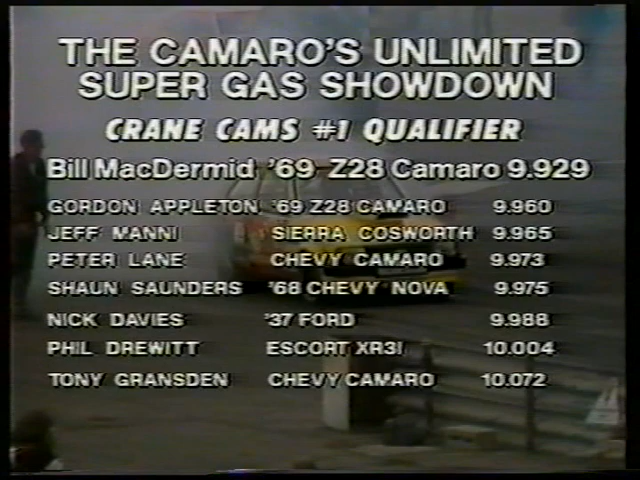 THE CAMARO'S UNLIMITED
SUPER GAS SHOWDOWN
CRANE CAMS #1 QUALIFIER
Bill MacDermid '69 Z28 Camaro 9.929
GORDON APPLETON '69 Z28 CAMARO 9.960
JEFF MANNI SIERRA COSWORTH 9.965
PETER LANE CHEVY CAMARO 9.973
SHAUN SAUNDERS '68 CHEVY NOVA 9.975
NICK DAVIES '37 FORD 9.988
PHIL DREWITT ESCORT XR3I 10.004
TONY GRANSDEN CHEVY CAMARO 10.072